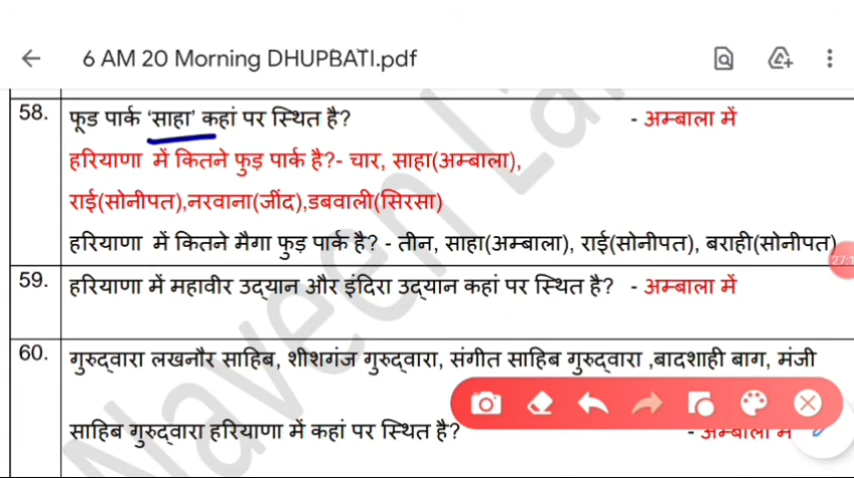 6 AM 20 Morning DHUPBATI.pdf
58. फूड पार्क ‘साहा’ कहां पर स्थित है? - अम्बाला में
हरियाणा में कितने फुड़ पार्क है?- चार, साहा(अम्बाला),
राई(सोनीपत),नरवाना(जींद),डबवाली(सिरसा)
हरियाणा में कितने मैगा फुड़ पार्क है? - तीन, साहा(अम्बाला), राई(सोनीपत), बराही(सोनीपत)
59. हरियाणा में महावीर उद्यान और इंदिरा उद्यान कहां पर स्थित है? - अम्बाला में
60. गुरुद्वारा लखनौर साहिब, शीशगंज गुरुद्वारा, संगीत साहिब गुरुद्वारा ,बादशाही बाग, मंजी
साहिब गुरुद्वारा हरियाणा में कहां पर स्थित है? - अम्बाला में
Naveen